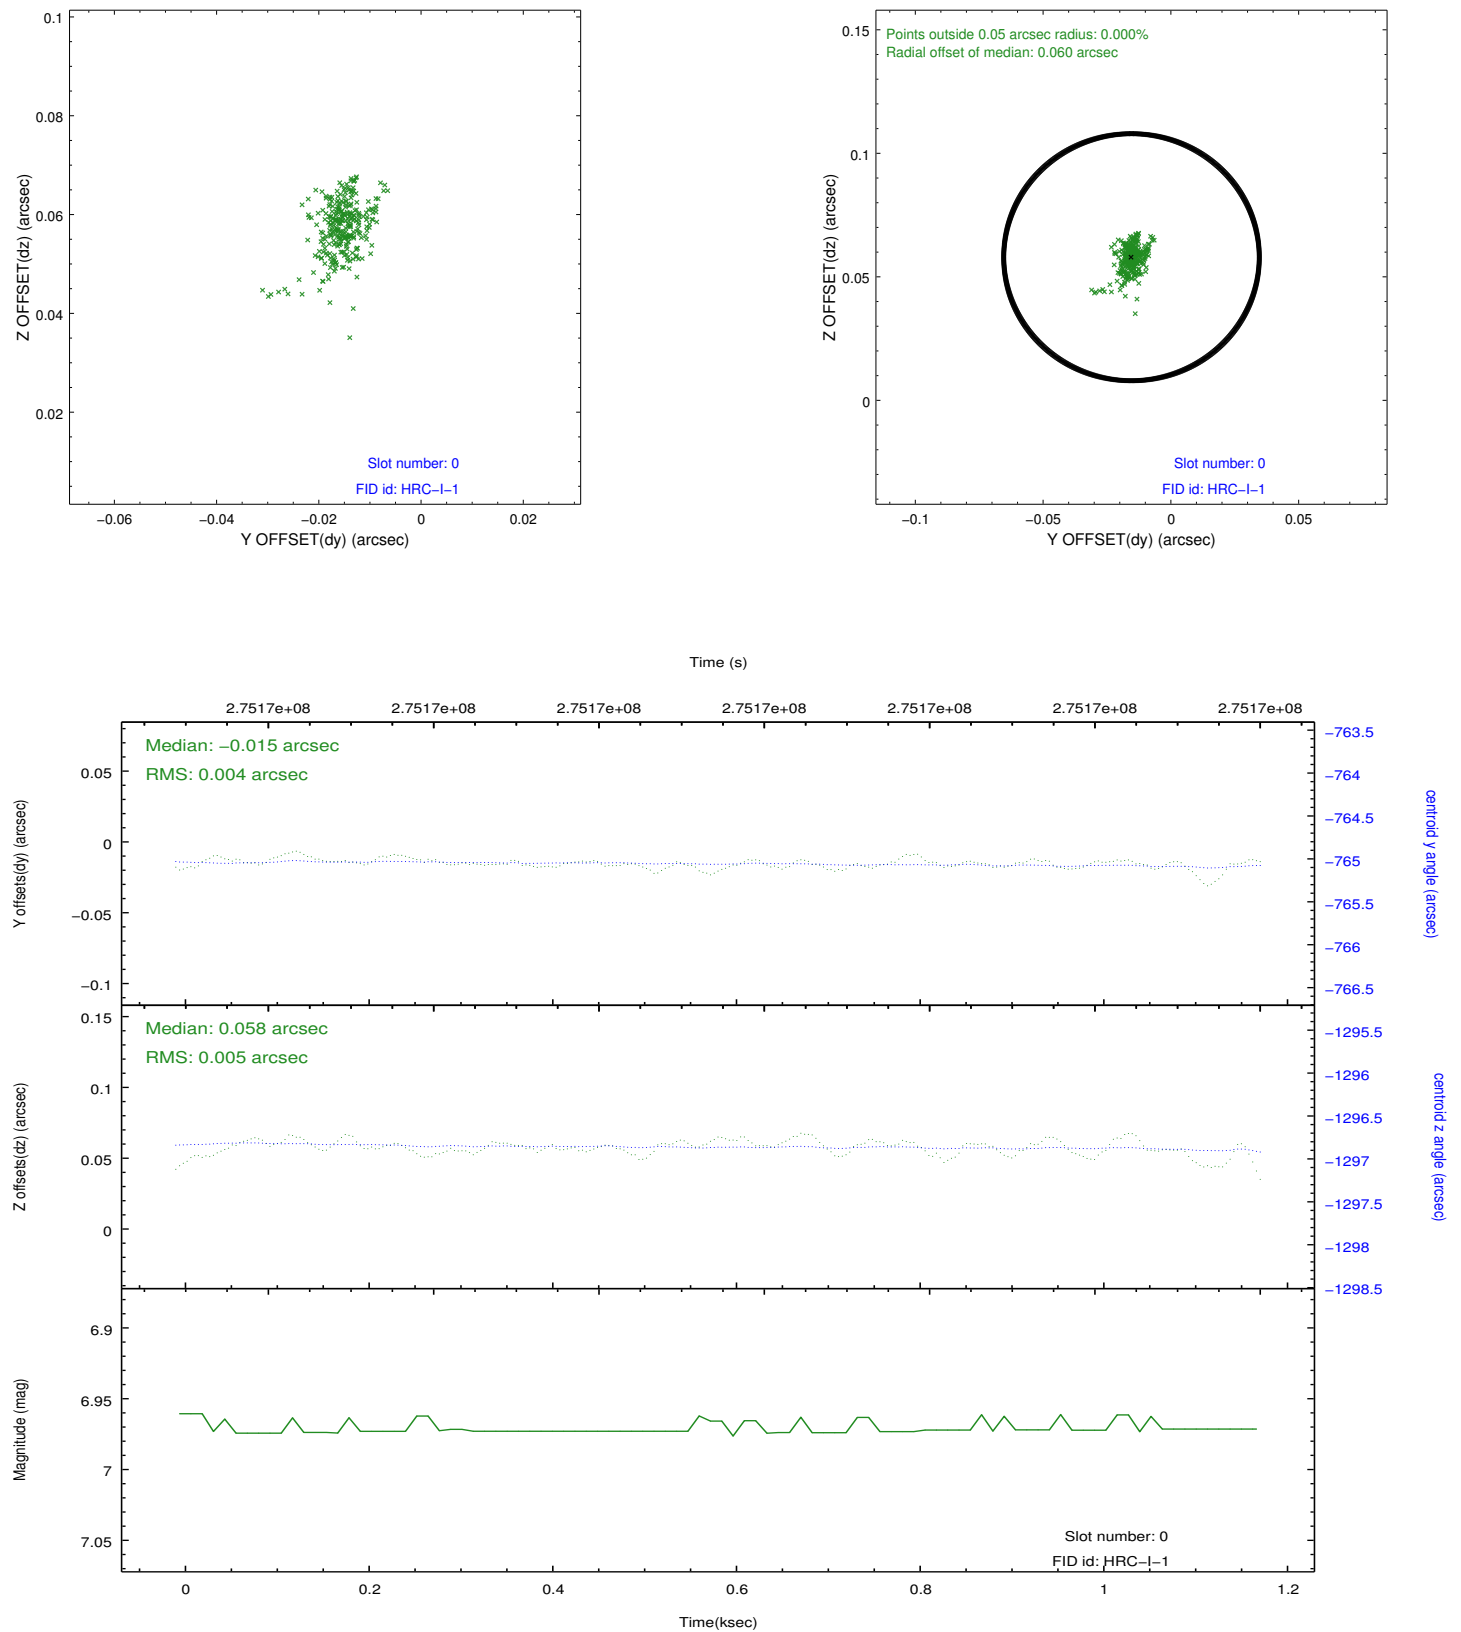 0.1
0.08
0.06
0.04
0.02
Z OFFSET(dz) (arcsec)
Slot number: 0
FID id: HRC−I−1
−0.06 −0.04 −0.02 0 0.02
Y OFFSET(dy) (arcsec)
Points outside 0.05 arcsec radius: 0.000%
Radial offset of median: 0.060 arcsec
0.15
0.1
0.05
0
Z OFFSET(dz) (arcsec)
Slot number: 0
FID id: HRC−I−1
−0.1 −0.05 0 0.05
Y OFFSET(dy) (arcsec)
Time (s)
2.7517e+08 2.7517e+08 2.7517e+08 2.7517e+08 2.7517e+08 2.7517e+08 2.7517e+08
Median: −0.015 arcsec
RMS: 0.004 arcsec
0.05
0
−0.05
−0.1
Y offsets(dy) (arcsec)
−763.5
−764
−764.5
−765
−765.5
−766
−766.5
centroid y angle (arcsec)
Median: 0.058 arcsec
RMS: 0.005 arcsec
0.15
0.1
0.05
0
Z offsets(dz) (arcsec)
−1295.5
−1296
−1296.5
−1297
−1297.5
−1298
−1298.5
centroid z angle (arcsec)
6.9
6.95
7
7.05
Magnitude (mag)
Slot number: 0
FID id: HRC−I−1
0 0.2 0.4 0.6 0.8 1 1.2
Time(ksec)